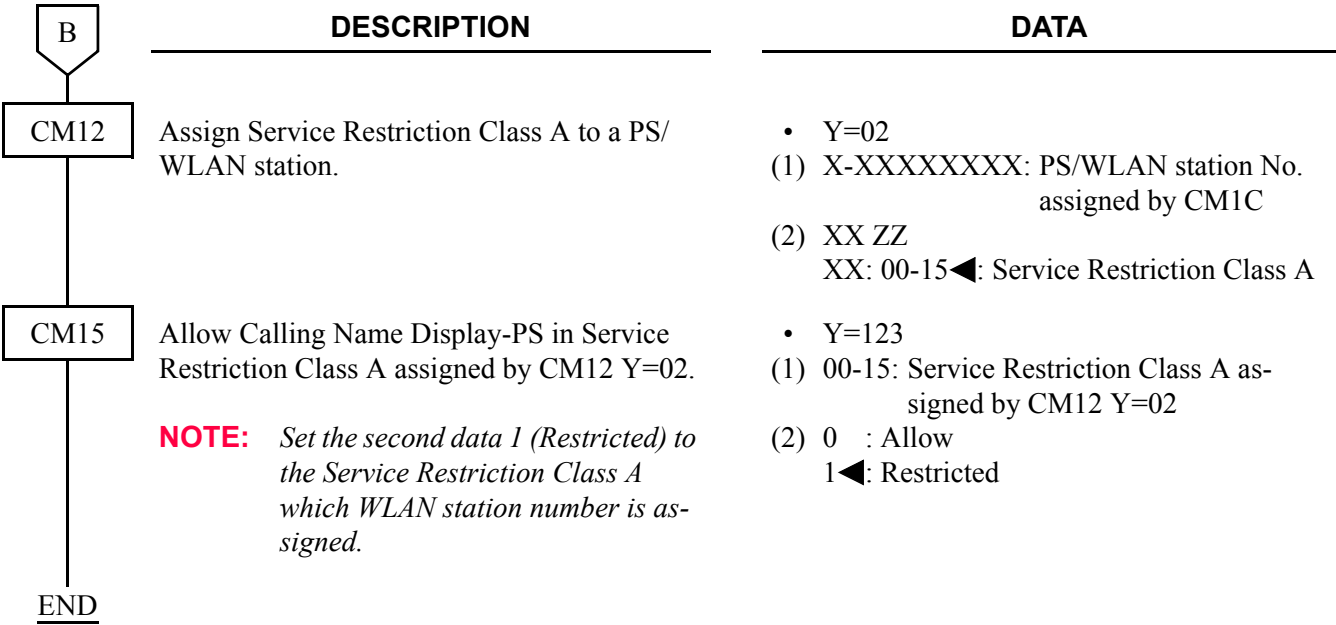 B
DESCRIPTION
DATA
CM12
Assign Service Restriction Class A to a PS/
WLAN station.
• Y=02
(1) X-XXXXXXXX: PS/WLAN station No.
assigned by CM1C
(2) XX ZZ
XX: 00-15◀: Service Restriction Class A
CM15
Allow Calling Name Display-PS in Service
Restriction Class A assigned by CM12 Y=02.
NOTE: Set the second data 1 (Restricted) to
the Service Restriction Class A
which WLAN station number is as-
signed.
• Y=123
(1) 00-15: Service Restriction Class A as-
signed by CM12 Y=02
(2) 0 : Allow
1◀: Restricted
END